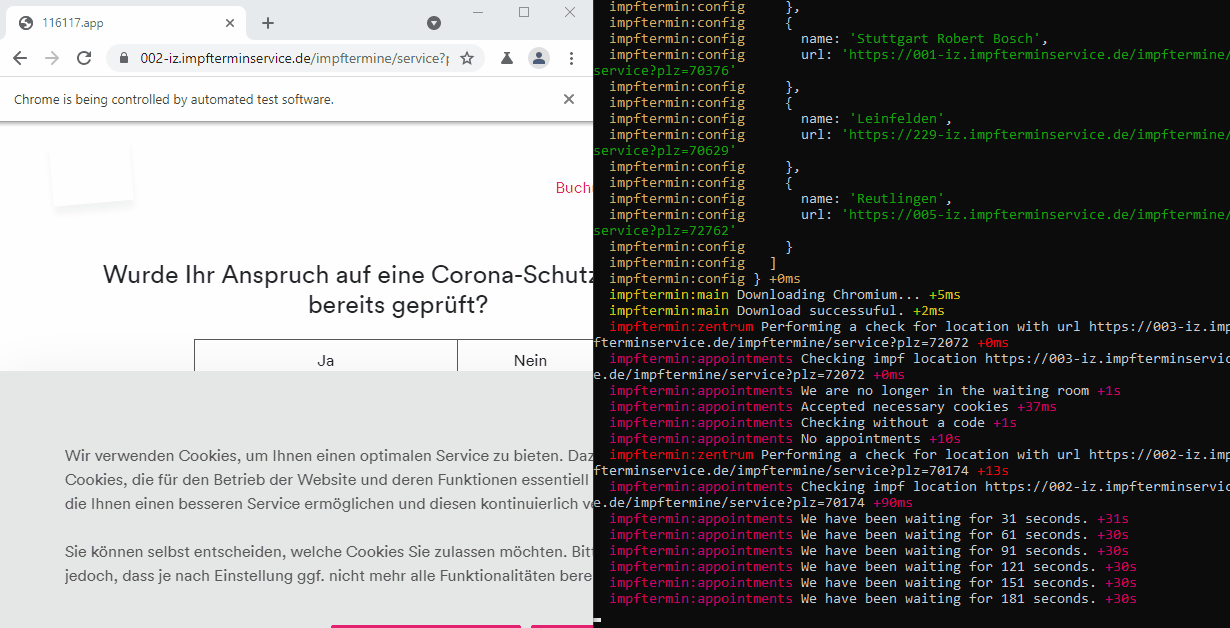 116117.app
002-iz.impfterminservice.de/impftermine/service?p
Chrome is being controlled by automated test software.
Buch
Wurde Ihr Anspruch auf eine Corona-Schutz
bereits geprüft?
Ja
Nein
Wir verwenden Cookies, um Ihnen einen optimalen Service zu bieten. Daz
Cookies, die für den Betrieb der Website und deren Funktionen essentiell
die Ihnen einen besseren Service ermöglichen und diesen kontinuierlich ve
Sie können selbst entscheiden, welche Cookies Sie zulassen möchten. Bitt
jedoch, dass je nach Einstellung ggf. nicht mehr alle Funktionalitäten bere
impftermin:config },
impftermin:config {
impftermin:config name: 'Stuttgart Robert Bosch',
impftermin:config url: 'https://001-iz.impfterminservice.de/impftermine/
service?plz=70376'
impftermin:config },
impftermin:config {
impftermin:config name: 'Leinfelden',
impftermin:config url: 'https://229-iz.impfterminservice.de/impftermine/
service?plz=70629'
impftermin:config },
impftermin:config {
impftermin:config name: 'Reutlingen',
impftermin:config url: 'https://005-iz.impfterminservice.de/impftermine/
service?plz=72762'
impftermin:config }
impftermin:config ]
impftermin:config } +0ms
impftermin:main Downloading Chromium... +5ms
impftermin:main Download successuful. +2ms
impftermin:zentrum Performing a check for location with url https://003-iz.imp
fterminservice.de/impftermine/service?plz=72072 +0ms
impftermin:appointments Checking impf location https://003-iz.impfterminservic
e.de/impftermine/service?plz=72072 +0ms
impftermin:appointments We are no longer in the waiting room +1s
impftermin:appointments Accepted necessary cookies +37ms
impftermin:appointments Checking without a code +1s
impftermin:appointments No appointments +10s
impftermin:zentrum Performing a check for location with url https://002-iz.imp
fterminservice.de/impftermine/service?plz=70174 +13s
impftermin:appointments Checking impf location https://002-iz.impfterminservic
e.de/impftermine/service?plz=70174 +90ms
impftermin:appointments We have been waiting for 31 seconds. +31s
impftermin:appointments We have been waiting for 61 seconds. +30s
impftermin:appointments We have been waiting for 91 seconds. +30s
impftermin:appointments We have been waiting for 121 seconds. +30s
impftermin:appointments We have been waiting for 151 seconds. +30s
impftermin:appointments We have been waiting for 181 seconds. +30s